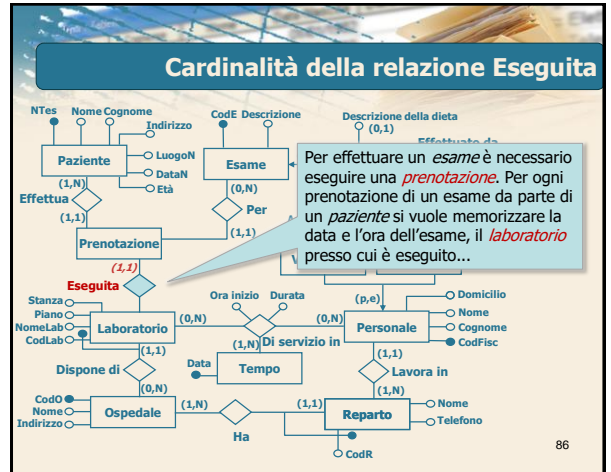 Cardinalità della relazione Eseguita
NTes
Nome Cognome
Indirizzo
CodE Descrizione
Descrizione della dieta
(0,1)
Effettuato da
Paziente
LuogoN
DataN
Età
Esame
(1,N)
(0,N)
Effettua
Per
(1,1)
(1,1)
Prenotazione
Per effettuare un esame è necessario
eseguire una prenotazione. Per ogni
prenotazione di un esame da parte di
un paziente si vuole memorizzare la
data e l'ora dell'esame, il laboratorio
presso cui è eseguito...
(1,1)
Eseguita
Stanza
Piano
NomeLab
CodLab
Laboratorio
Ora inizio
Durata
(p,e)
Domicilio
Nome
Cognome
CodFisc
(0,N)
(0,N)
Personale
(1,N)
Di servizio in
(1,1)
(1,1)
Dispone di
Data
Tempo
Lavora in
(0,N)
(1,N)
CodO
Nome
Indirizzo
Ospedale
(1,N)
(1,1)
Reparto
Nome
Telefono
Ha
CodR
86